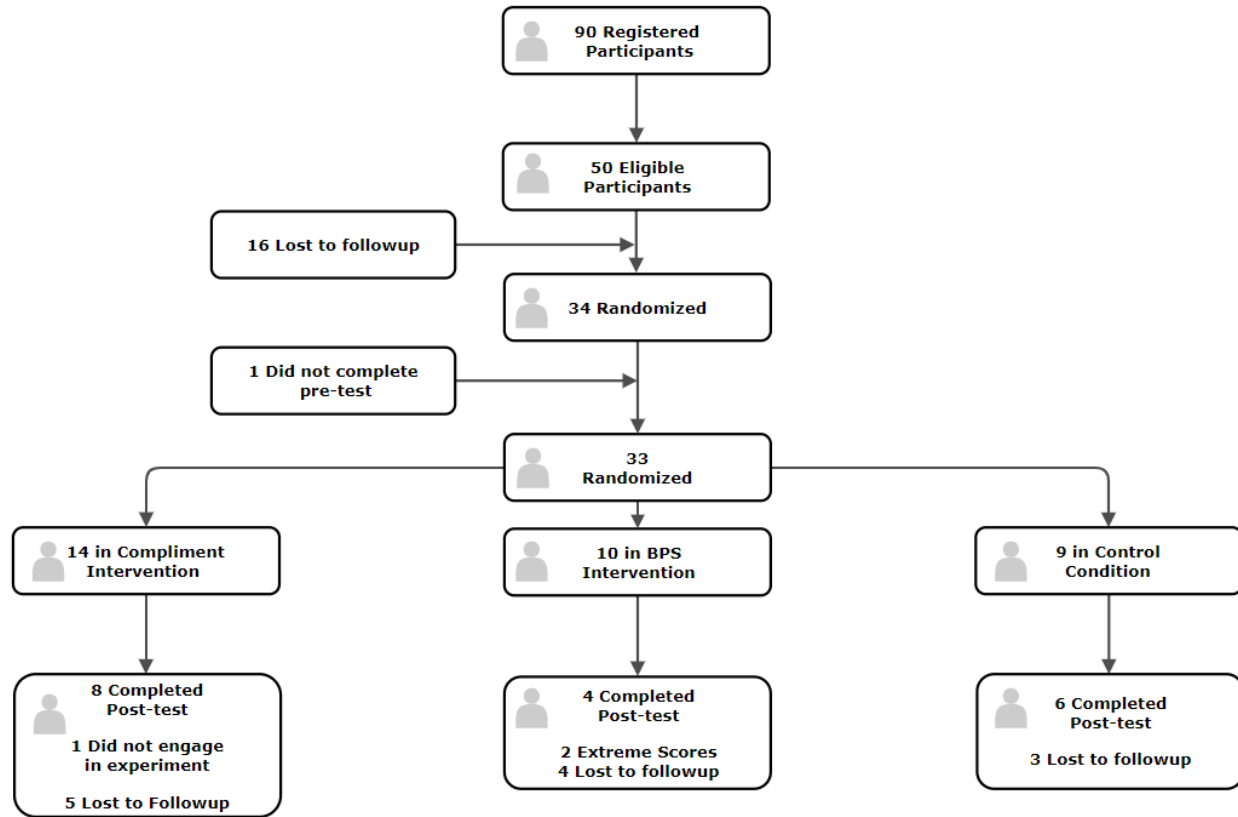 90 Registered
Participants
50 Eligible
Participants
16 Lost to followup
34 Randomized
1 Did not complete
pre-test
33
Randomized
14 in Compliment
Intervention
10 in BPS
Intervention
9 in Control
Condition
8 Completed
Post-test
1 Did not engage
in experiment
5 Lost to Followup
4 Completed
Post-test
2 Extreme Scores
4 Lost to followup
6 Completed
Post-test
3 Lost to followup